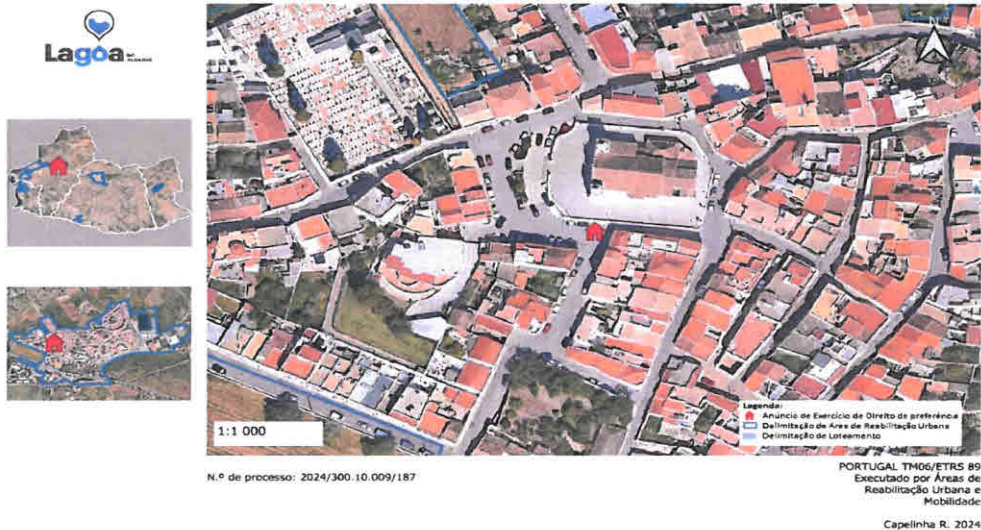 Lagoa
DO ALGARVE
N
1:1 000
Legenda:
Anúncio de Exercício de Direito de preferência
Delimitação de Área de Reabilitação Urbana
Delimitação de Loteamento
N.º de processo: 2024/300.10.009/187
PORTUGAL TM06/ETRS 89
Executado por Áreas de
Reabilitação Urbana e
Mobilidade
Capelinha R. 2024